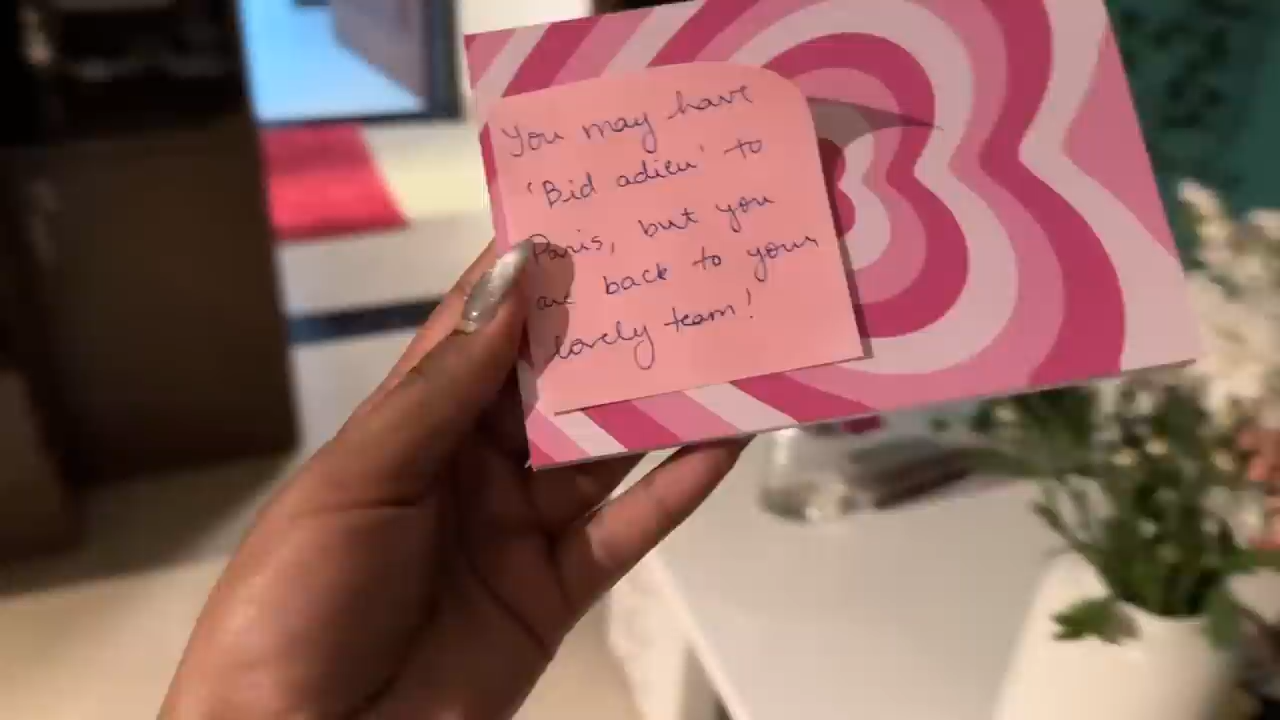 You may have
'Bid adieu' to
Paris, but you
are back to your
lovely team!